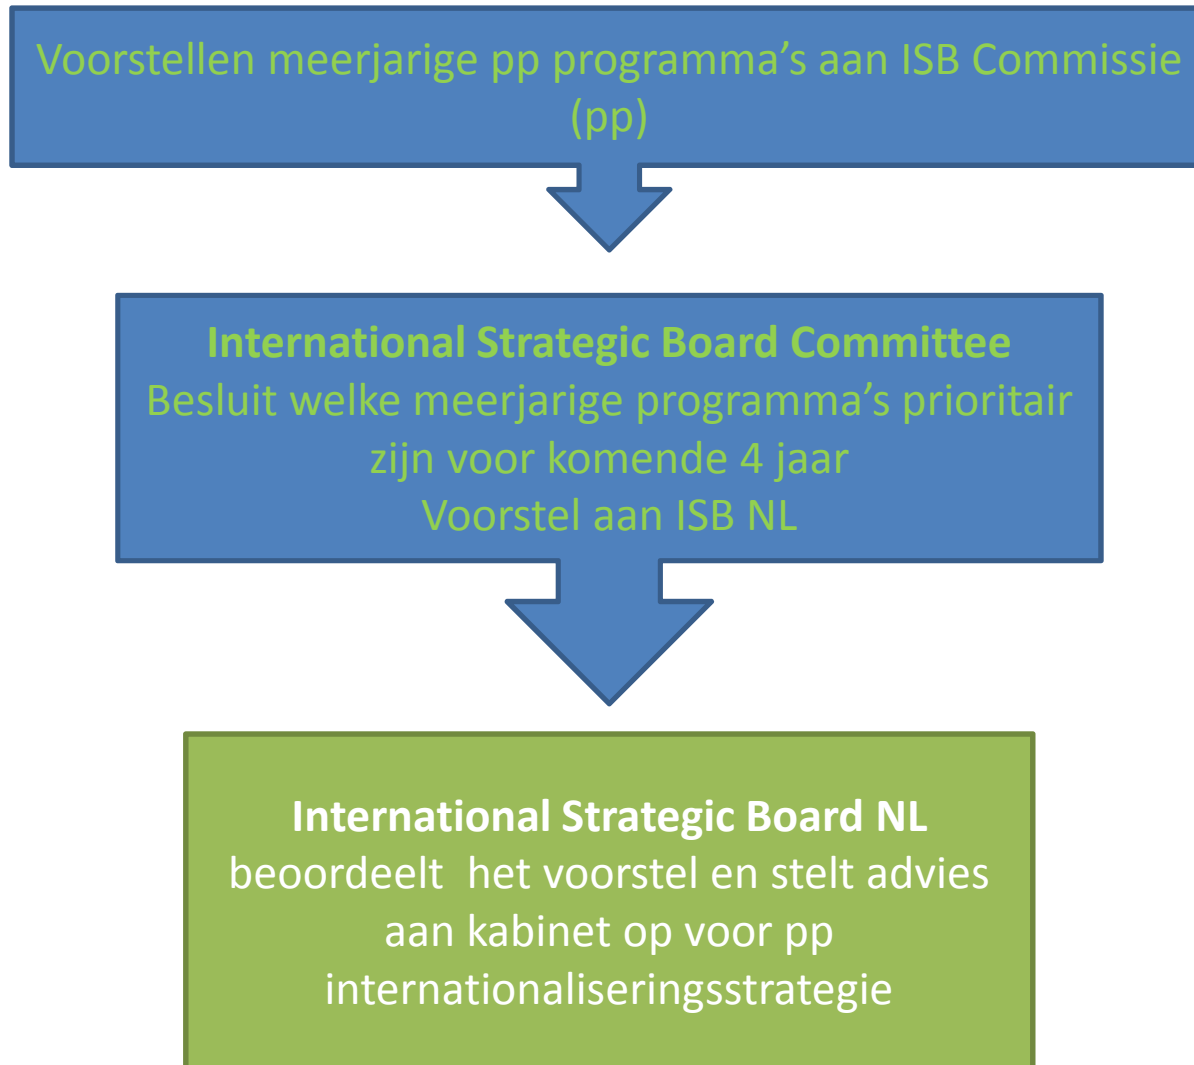 Voorstellen meerjarige pp programma’s aan ISB Commissie
(pp)
International Strategic Board Committee
Besluit welke meerjarige programma’s prioritair
zijn voor komende 4 jaar
Voorstel aan ISB NL
International Strategic Board NL
beoordeelt  het voorstel en stelt advies
aan kabinet op voor pp
internationaliseringsstrategie